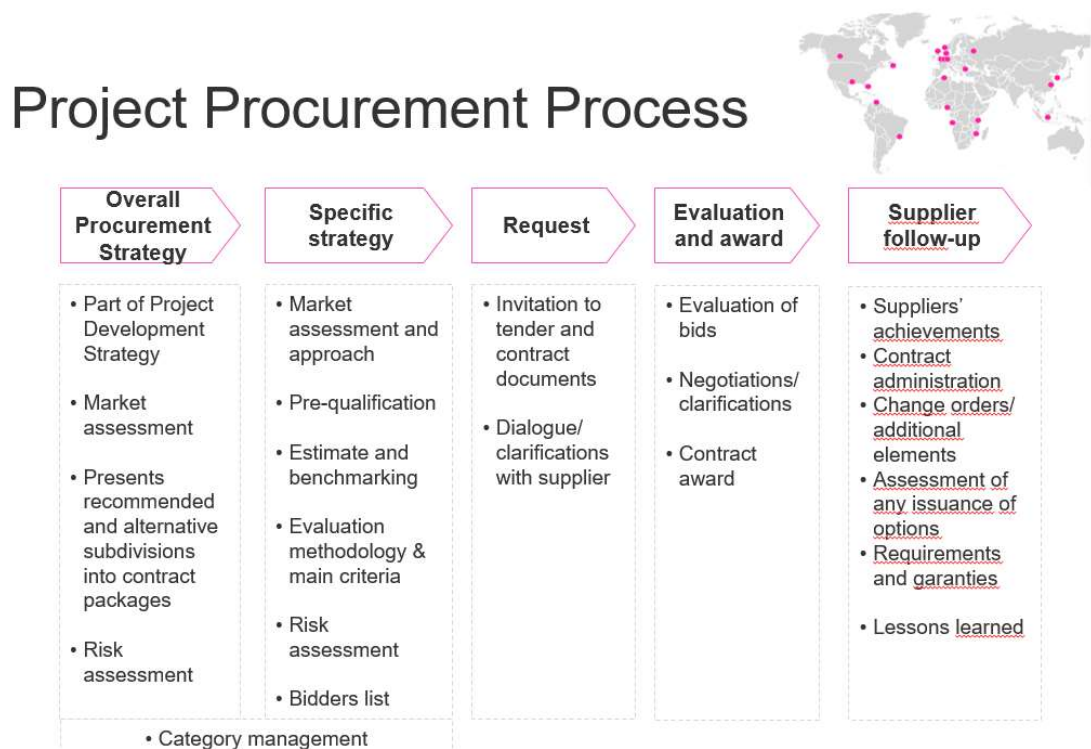 Project Procurement Process
Overall
Procurement
Strategy
• Part of Project
Development
Strategy
• Market
assessment
• Presents
recommended
and alternative
subdivisions
into contract
packages
• Risk
assessment
Specific
strategy
• Market
assessment and
approach
• Pre-qualification
• Estimate and
benchmarking
• Evaluation
methodology &
main criteria
• Risk
assessment
• Bidders list
• Category management
Request
• Invitation to
tender and
contract
documents
• Dialogue/
clarifications
with supplier
Evaluation
and award
• Evaluation of
bids
• Negotiations/
clarifications
• Contract
award
Supplier
follow-up
• Suppliers’
achievements
• Contract
administration
• Change orders/
additional
elements
• Assessment of
any issuance of
options
• Requirements
and garanties
• Lessons learned